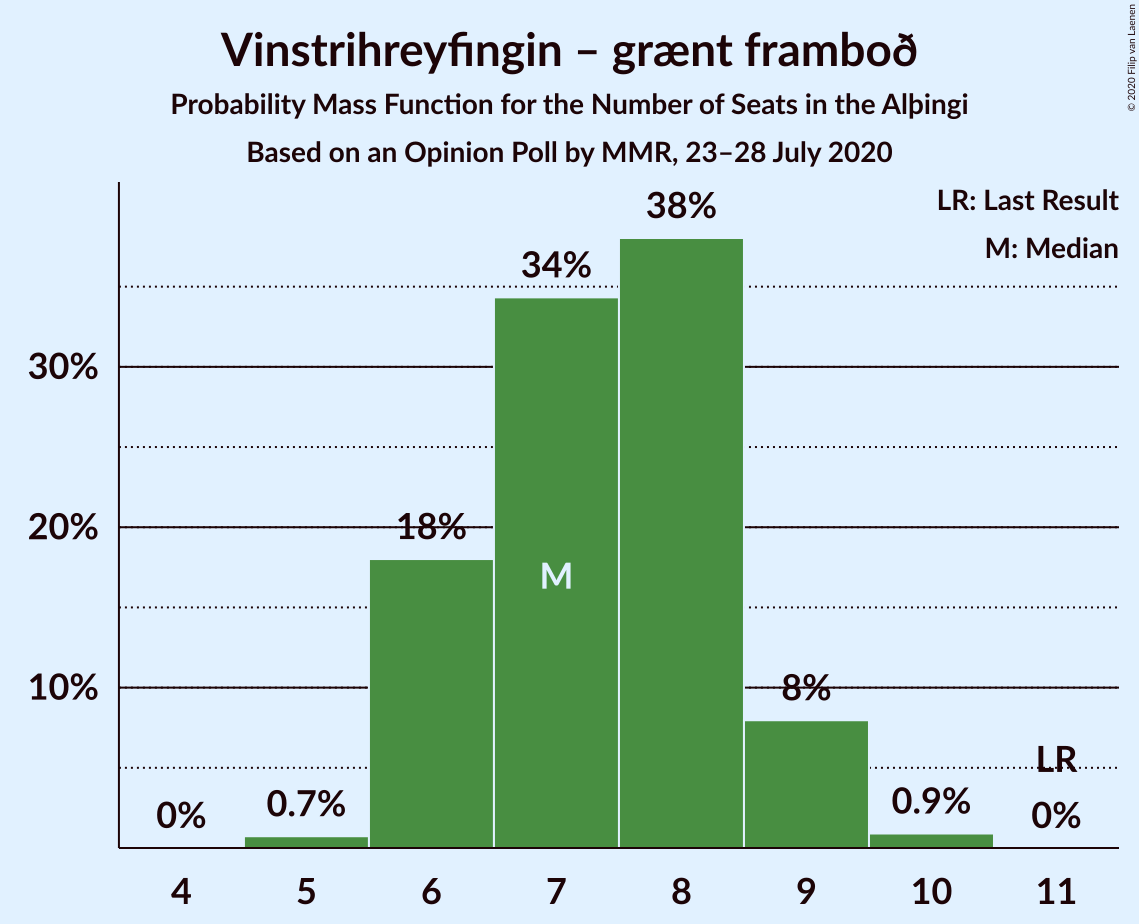 Vinstrihreyfingin – grænt framboð
Probability Mass Function for the Number of Seats in the Alþingi
Based on an Opinion Poll by MMR, 23–28 July 2020
© 2020 Filip van Laenen
LR: Last Result
M: Median
38%
34%
30%
20%
18%
M
10%
8%
LR
0%
0.7%
0.9%
0%
4
5
6
7
8
9
10
11